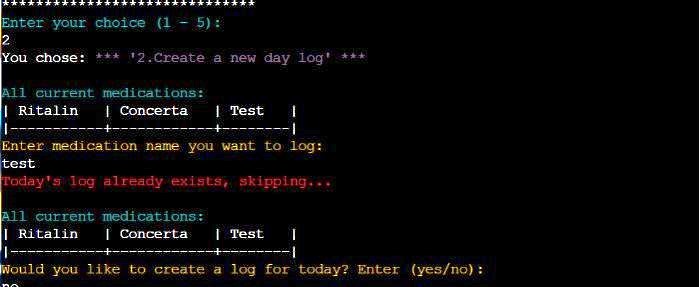 ******************************
Enter your choice (1 - 5):
2
You chose: *** '2.Create a new day log' ***
All current medications:
| Ritalin   | Concerta   | Test   |
|-----------+------------+--------|
Enter medication name you want to log:
test
Today's log already exists, skipping...
All current medications:
| Ritalin   | Concerta   | Test   |
|-----------+------------+--------|
Would you like to create a log for today? Enter (yes/no):
no